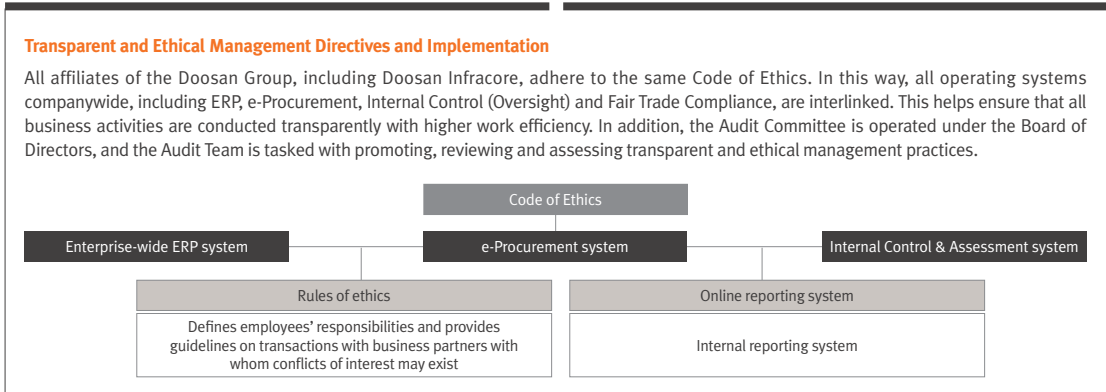 Transparent and Ethical Management Directives and Implementation
All affiliates of the Doosan Group, including Doosan Infracore, adhere to the same Code of Ethics. In this way, all operating systems
companywide, including ERP, e-Procurement, Internal Control (Oversight) and Fair Trade Compliance, are interlinked. This helps ensure that all
business activities are conducted transparently with higher work efficiency. In addition, the Audit Committee is operated under the Board of
Directors, and the Audit Team is tasked with promoting, reviewing and assessing transparent and ethical management practices.
Code of Ethics
Enterprise-wide ERP system
e-Procurement system
Internal Control & Assessment system
Rules of ethics
Online reporting system
Defines employees’ responsibilities and provides
guidelines on transactions with business partners with
whom conflicts of interest may exist
Internal reporting system